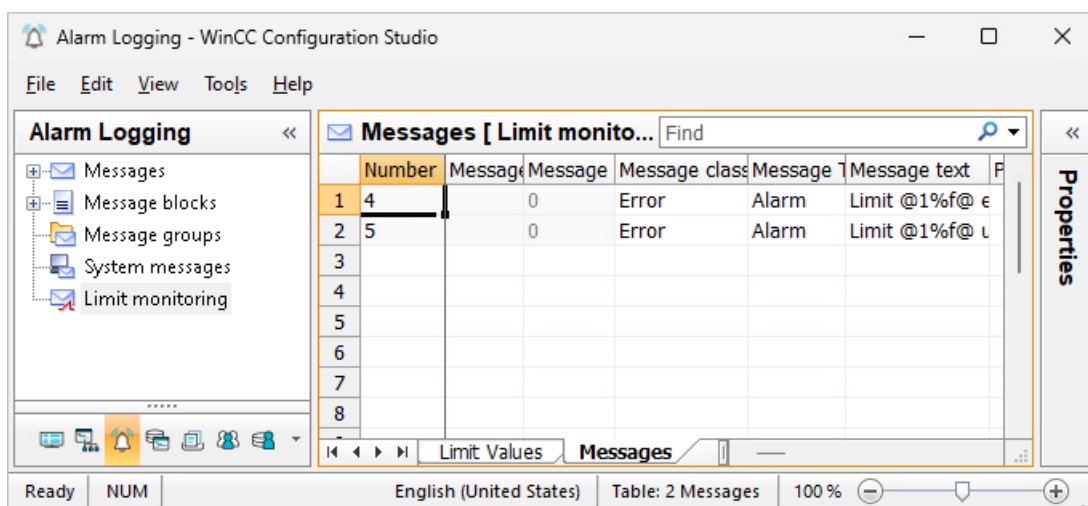 Alarm Logging - WinCC Configuration Studio
File Edit View Tools Help
Alarm Logging «
Messages
Message blocks
Message groups
System messages
Limit monitoring
Messages [ Limit monito... Find
Number Message Message Message class Message T Message text P
1 4 0 Error Alarm Limit @1%f@ e
2 5 0 Error Alarm Limit @1%f@ u
3
4
5
6
7
8
Limit Values Messages
«
Properties
Ready NUM English (United States) Table: 2 Messages 100 %